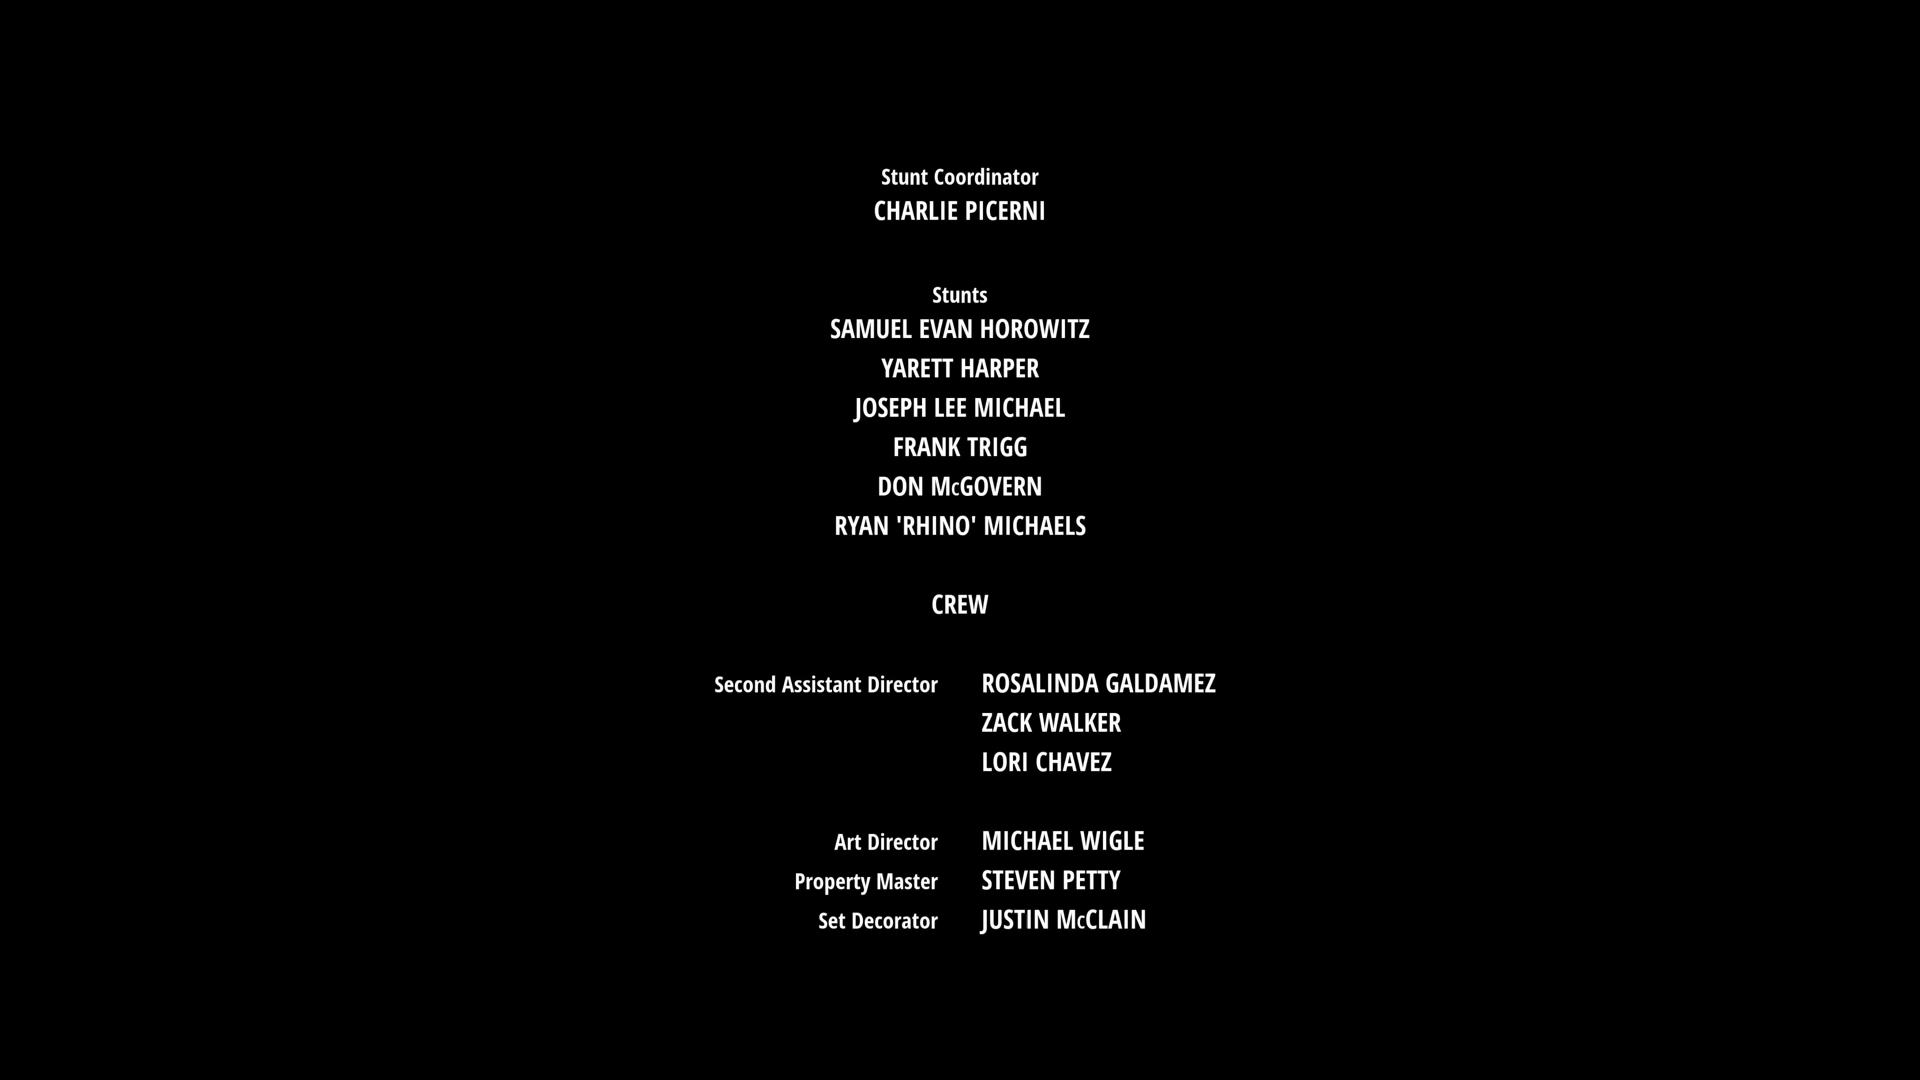 Stunt Coordinator
CHARLIE PICERNI
Stunts
SAMUEL EVAN HOROWITZ
YARETT HARPER
JOSEPH LEE MICHAEL
FRANK TRIGG
DON McGOVERN
RYAN 'RHINO' MICHAELS
CREW
Second Assistant Director ROSALINDA GALDAMEZ
ZACK WALKER
LORI CHAVEZ
Art Director MICHAEL WIGLE
Property Master STEVEN PETTY
Set Decorator JUSTIN McCLAIN